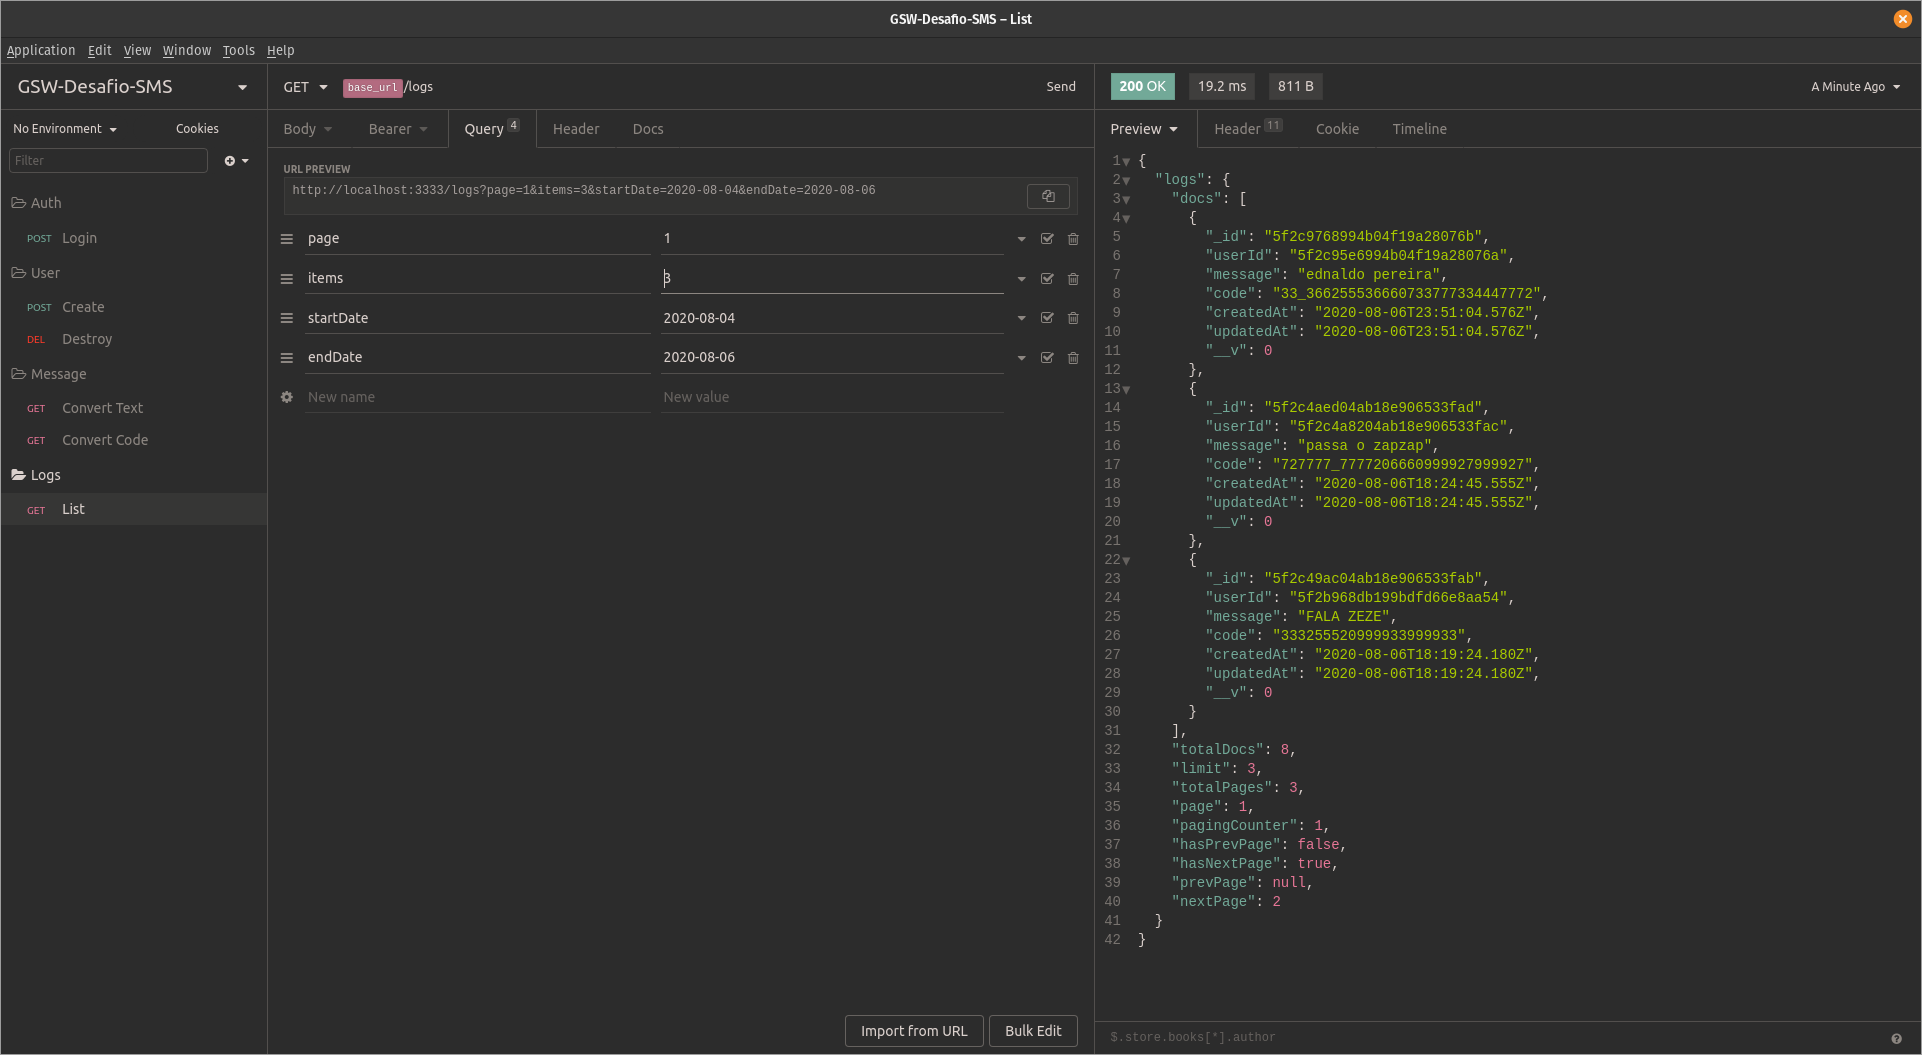 GSW-Desafio-SMS – List
Application Edit View Window Tools Help
GSW-Desafio-SMS
No Environment Cookies
Filter
Auth
POST Login
User
POST Create
DEL Destroy
Message
GET Convert Text
GET Convert Code
Logs
GET List
GET base_url/logs Send
Body Bearer Query 4 Header Docs
URL PREVIEW
http://localhost:3333/logs?page=1&items=3&startDate=2020-08-04&endDate=2020-08-06
page 1
items 3
startDate 2020-08-04
endDate 2020-08-06
New name New value
Import from URL Bulk Edit
200 OK 19.2 ms 811 B A Minute Ago
Preview Header 11 Cookie Timeline
1 {
2 "logs": {
3 "docs": [
4 {
5 "_id": "5f2c9768994b04f19a28076b",
6 "userId": "5f2c95e6994b04f19a28076a",
7 "message": "ednaldo pereira",
8 "code": "33_3662555366607337773344477​72",
9 "createdAt": "2020-08-06T23:51:04.576Z",
10 "updatedAt": "2020-08-06T23:51:04.576Z",
11 "__v": 0
12 },
13 {
14 "_id": "5f2c4aed04ab18e906533fad",
15 "userId": "5f2c4a8204ab18e906533fac",
16 "message": "passa o zapzap",
17 "code": "727777_7777206660999927999927",
18 "createdAt": "2020-08-06T18:24:45.555Z",
19 "updatedAt": "2020-08-06T18:24:45.555Z",
20 "__v": 0
21 },
22 {
23 "_id": "5f2c49ac04ab18e906533fab",
24 "userId": "5f2b968db199bdfd66e8aa54",
25 "message": "FALA ZEZE",
26 "code": "333255520999933999933",
27 "createdAt": "2020-08-06T18:19:24.180Z",
28 "updatedAt": "2020-08-06T18:19:24.180Z",
29 "__v": 0
30 }
31 ],
32 "totalDocs": 8,
33 "limit": 3,
34 "totalPages": 3,
35 "page": 1,
36 "pagingCounter": 1,
37 "hasPrevPage": false,
38 "hasNextPage": true,
39 "prevPage": null,
40 "nextPage": 2
41 }
42 }
$.store.books[*].author